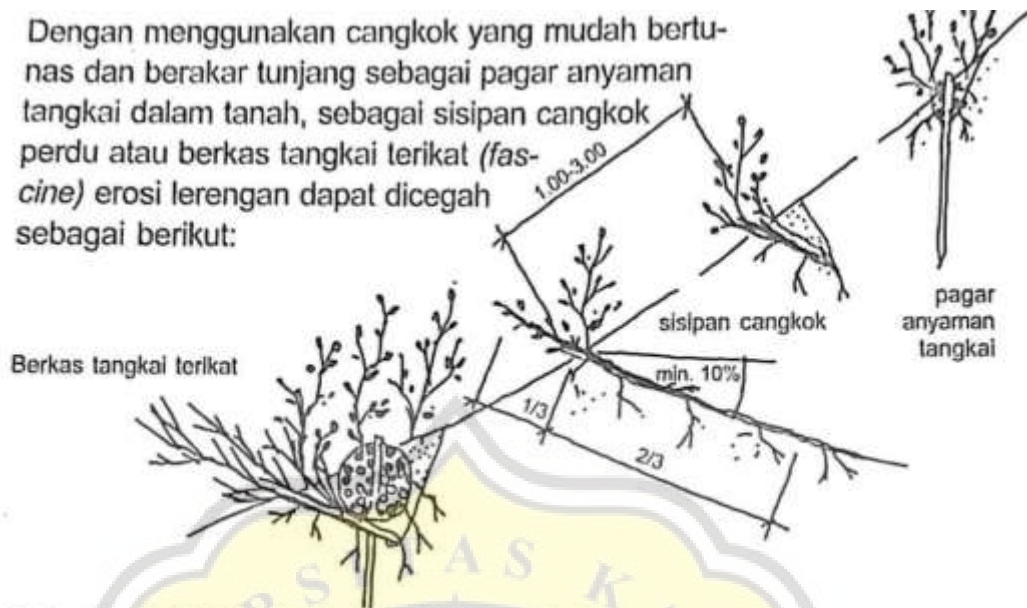 Dengan menggunakan cangkok yang mudah bertu-
nas dan berakar tunjang sebagai pagar anyaman
tangkai dalam tanah, sebagai sisipan cangkok
perdu atau berkas tangkai terikat (fas-
cine) erosi lerengan dapat dicegah
sebagai berikut:
1.00-3.00
pagar
anyaman
tangkai
sisipan cangkok
Berkas tangkai terikat
min. 10%
1/3
2/3
R S I A S K A